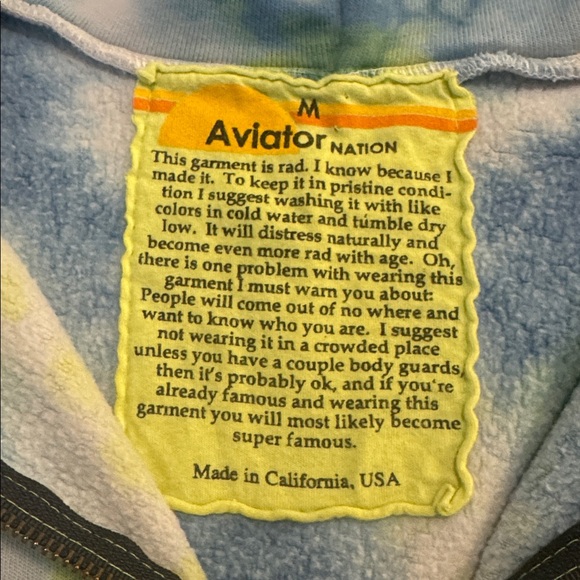 M
Aviator NATION
This garment is rad. I know because I
made it. To keep it in pristine condi-
tion I suggest washing it with like
colors in cold water and tumble dry
low. It will distress naturally and
become even more rad with age. Oh,
there is one problem with wearing this
garment I must warn you about:
People will come out of no where and
want to know who you are. I suggest
not wearing it in a crowded place
unless you have a couple body guards,
then it's probably ok, and if you're
already famous and wearing this
garment you will most likely become
super famous.
Made in California, USA